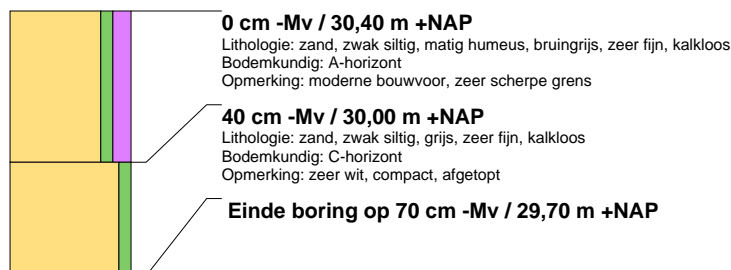 0 cm -Mv / 30,40 m +NAP
Lithologie: zand, zwak siltig, matig humeus, bruingrijs, zeer fijn, kalkloos
Bodemkundig: A-horizont
Opmerking: moderne bouwvoor, zeer scherpe grens
40 cm -Mv / 30,00 m +NAP
Lithologie: zand, zwak siltig, grijs, zeer fijn, kalkloos
Bodemkundig: C-horizont
Opmerking: zeer wit, compact, afgetopt
Einde boring op 70 cm -Mv / 29,70 m +NAP